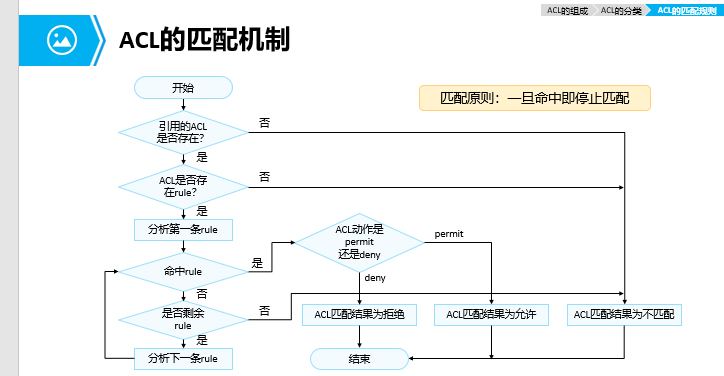 ACL的组成
ACL的分类
ACL的匹配规则
ACL的匹配机制
匹配原则：一旦命中即停止匹配
开始
引用的ACL
是否存在?
否
是
ACL是否存
在rule?
否
是
分析第一条rule
命中rule
是
否
ACL动作是
permit
还是deny
permit
deny
是否剩余
rule
否
是
分析下一条rule
ACL匹配结果为拒绝
ACL匹配结果为允许
ACL匹配结果为不匹配
结束